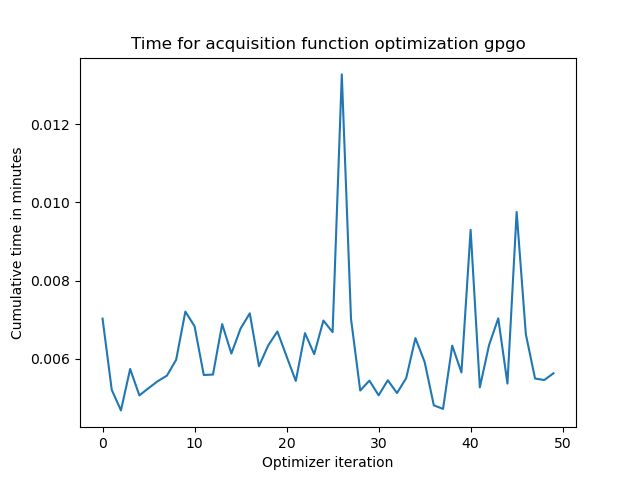 Time for acquisition function optimization gpgo
Cumulative time in minutes
0.012
0.010
0.008
0.006
0 10 20 30 40 50
Optimizer iteration